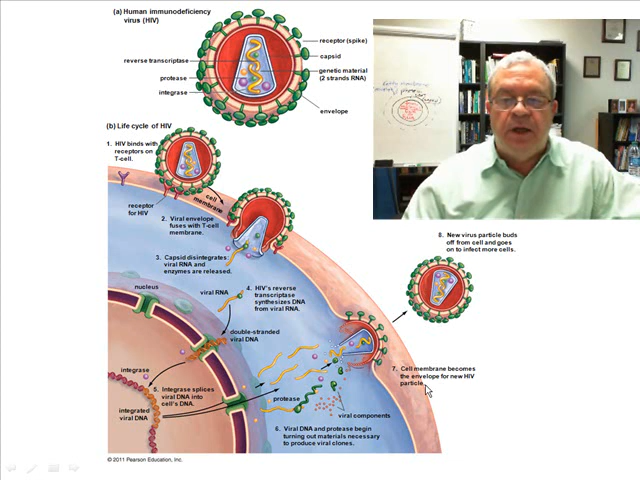 (a) Human immunodeficiency
virus (HIV)
receptor (spike)
capsid
reverse transcriptase
genetic material
(2 strands RNA)
protease
integrase
envelope
(b) Life cycle of HIV
1. HIV binds with
receptors on
T-cell.
cell
membrane
receptor
for HIV
2. Viral envelope
fuses with T-cell
membrane.
8. New virus particle buds
off from cell and goes
on to infect more cells.
3. Capsid disintegrates:
viral RNA and
enzymes are released.
nucleus
viral RNA
4. HIV's reverse
transcriptase
synthesizes DNA
from viral RNA.
double-stranded
viral DNA
integrase
7. Cell membrane becomes
the envelope for new HIV
particle.
5. Integrase splices
viral DNA into
cell's DNA.
protease
integrated
viral DNA
viral components
6. Viral DNA and protease begin
turning out materials necessary
to produce viral clones.
© 2011 Pearson Education, Inc.